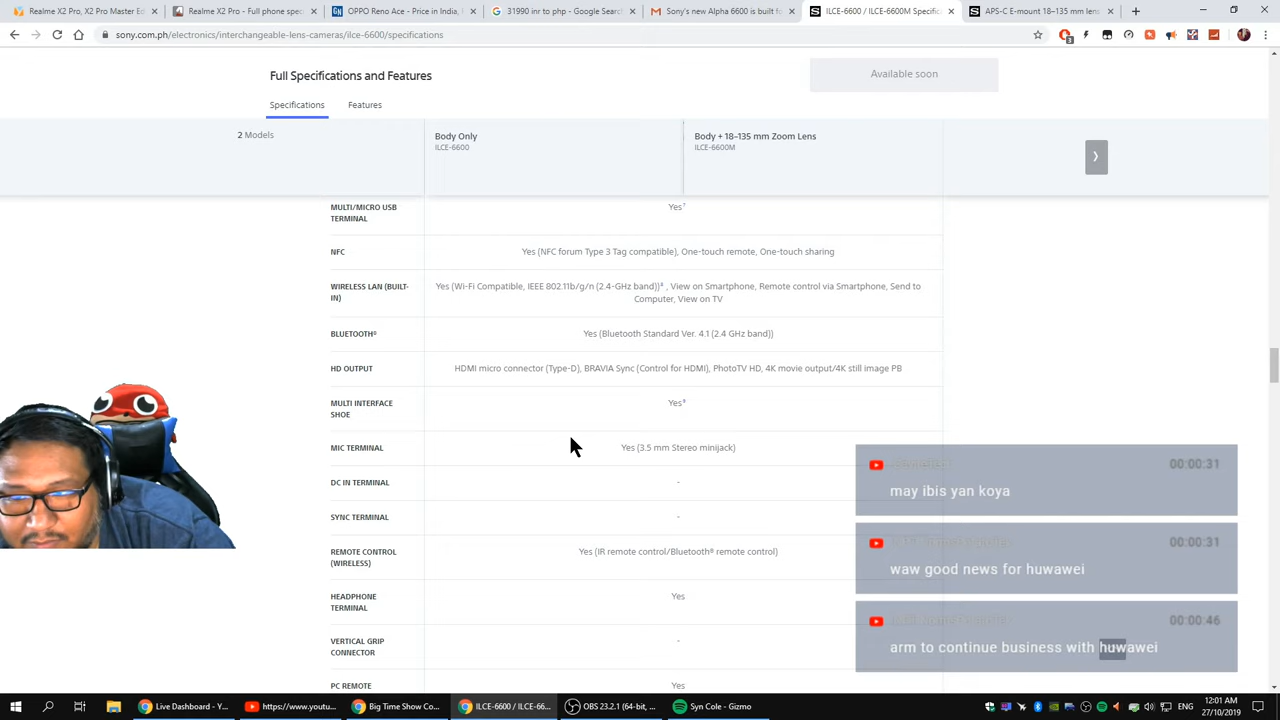 Realme X2 Pro, X2 Pro Master Ed
Realme X2 Pro - Full phone speci
OPPO Reno Ace - Price in India, F
31990 inr to php - Google Search
Sony's new Alpha 6600 is built fo
ILCE-6600 / ILCE-6600M Specific
APS-C E-mount 18–135 mm lens
sony.com.ph/electronics/interchangeable-lens-cameras/ilce-6600/specifications
3
Full Specifications and Features
Available soon
Specifications
Features
2 Models
Body Only
ILCE-6600
Body + 18–135 mm Zoom Lens
ILCE-6600M
MULTI/MICRO USB TERMINAL
Yes⁷
NFC
Yes (NFC forum Type 3 Tag compatible), One-touch remote, One-touch sharing
WIRELESS LAN (BUILT-IN)
Yes (Wi-Fi Compatible, IEEE 802.11b/g/n (2.4-GHz band))⁸ , View on Smartphone, Remote control via Smartphone, Send to
Computer, View on TV
BLUETOOTH®
Yes (Bluetooth Standard Ver. 4.1 (2.4 GHz band))
HD OUTPUT
HDMI micro connector (Type-D), BRAVIA Sync (Control for HDMI), PhotoTV HD, 4K movie output/4K still image PB
MULTI INTERFACE SHOE
Yes⁹
MIC TERMINAL
Yes (3.5 mm Stereo minijack)
DC IN TERMINAL
-
SYNC TERMINAL
-
REMOTE CONTROL (WIRELESS)
Yes (IR remote control/Bluetooth® remote control)
HEADPHONE TERMINAL
Yes
VERTICAL GRIP CONNECTOR
-
PC REMOTE
Yes
00:00:31
may ibis yan koya
00:00:31
waw good news for huwawei
00:00:46
arm to continue business with huwawei
Live Dashboard - Y...
https://www.youtu...
Big Time Show Co...
ILCE-6600 / ILCE-66...
OBS 23.2.1 (64-bit, ...
Syn Cole - Gizmo
ENG
12:01 AM
27/10/2019